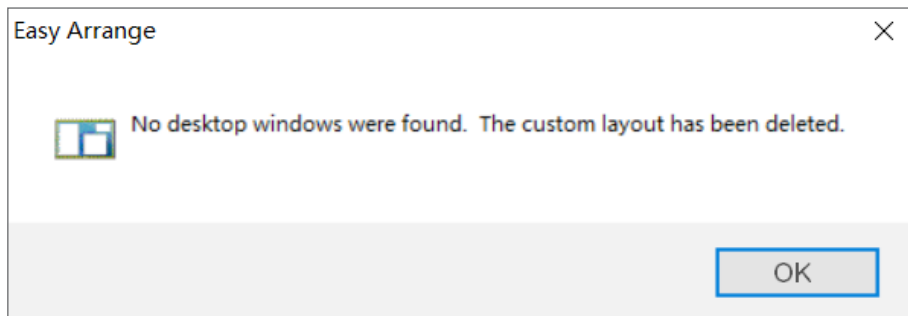 Easy Arrange
No desktop windows were found.  The custom layout has been deleted.
OK